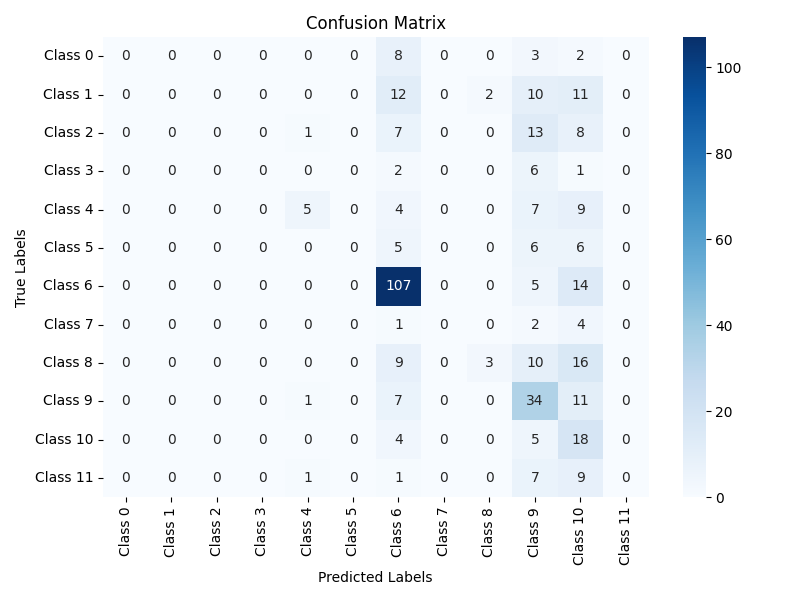 Confusion Matrix
Class 0 0 0 0 0 0 0 8 0 0 3 2 0
Class 1 0 0 0 0 0 0 12 0 2 10 11 0
Class 2 0 0 0 0 1 0 7 0 0 13 8 0
Class 3 0 0 0 0 0 0 2 0 0 6 1 0
Class 4 0 0 0 0 5 0 4 0 0 7 9 0
Class 5 0 0 0 0 0 0 5 0 0 6 6 0
Class 6 0 0 0 0 0 0 107 0 0 5 14 0
Class 7 0 0 0 0 0 0 1 0 0 2 4 0
Class 8 0 0 0 0 0 0 9 0 3 10 16 0
Class 9 0 0 0 0 1 0 7 0 0 34 11 0
Class 10 0 0 0 0 0 0 4 0 0 5 18 0
Class 11 0 0 0 0 1 0 1 0 0 7 9 0
Class 0 Class 1 Class 2 Class 3 Class 4 Class 5 Class 6 Class 7 Class 8 Class 9 Class 10 Class 11
Predicted Labels
True Labels
100
80
60
40
20
0